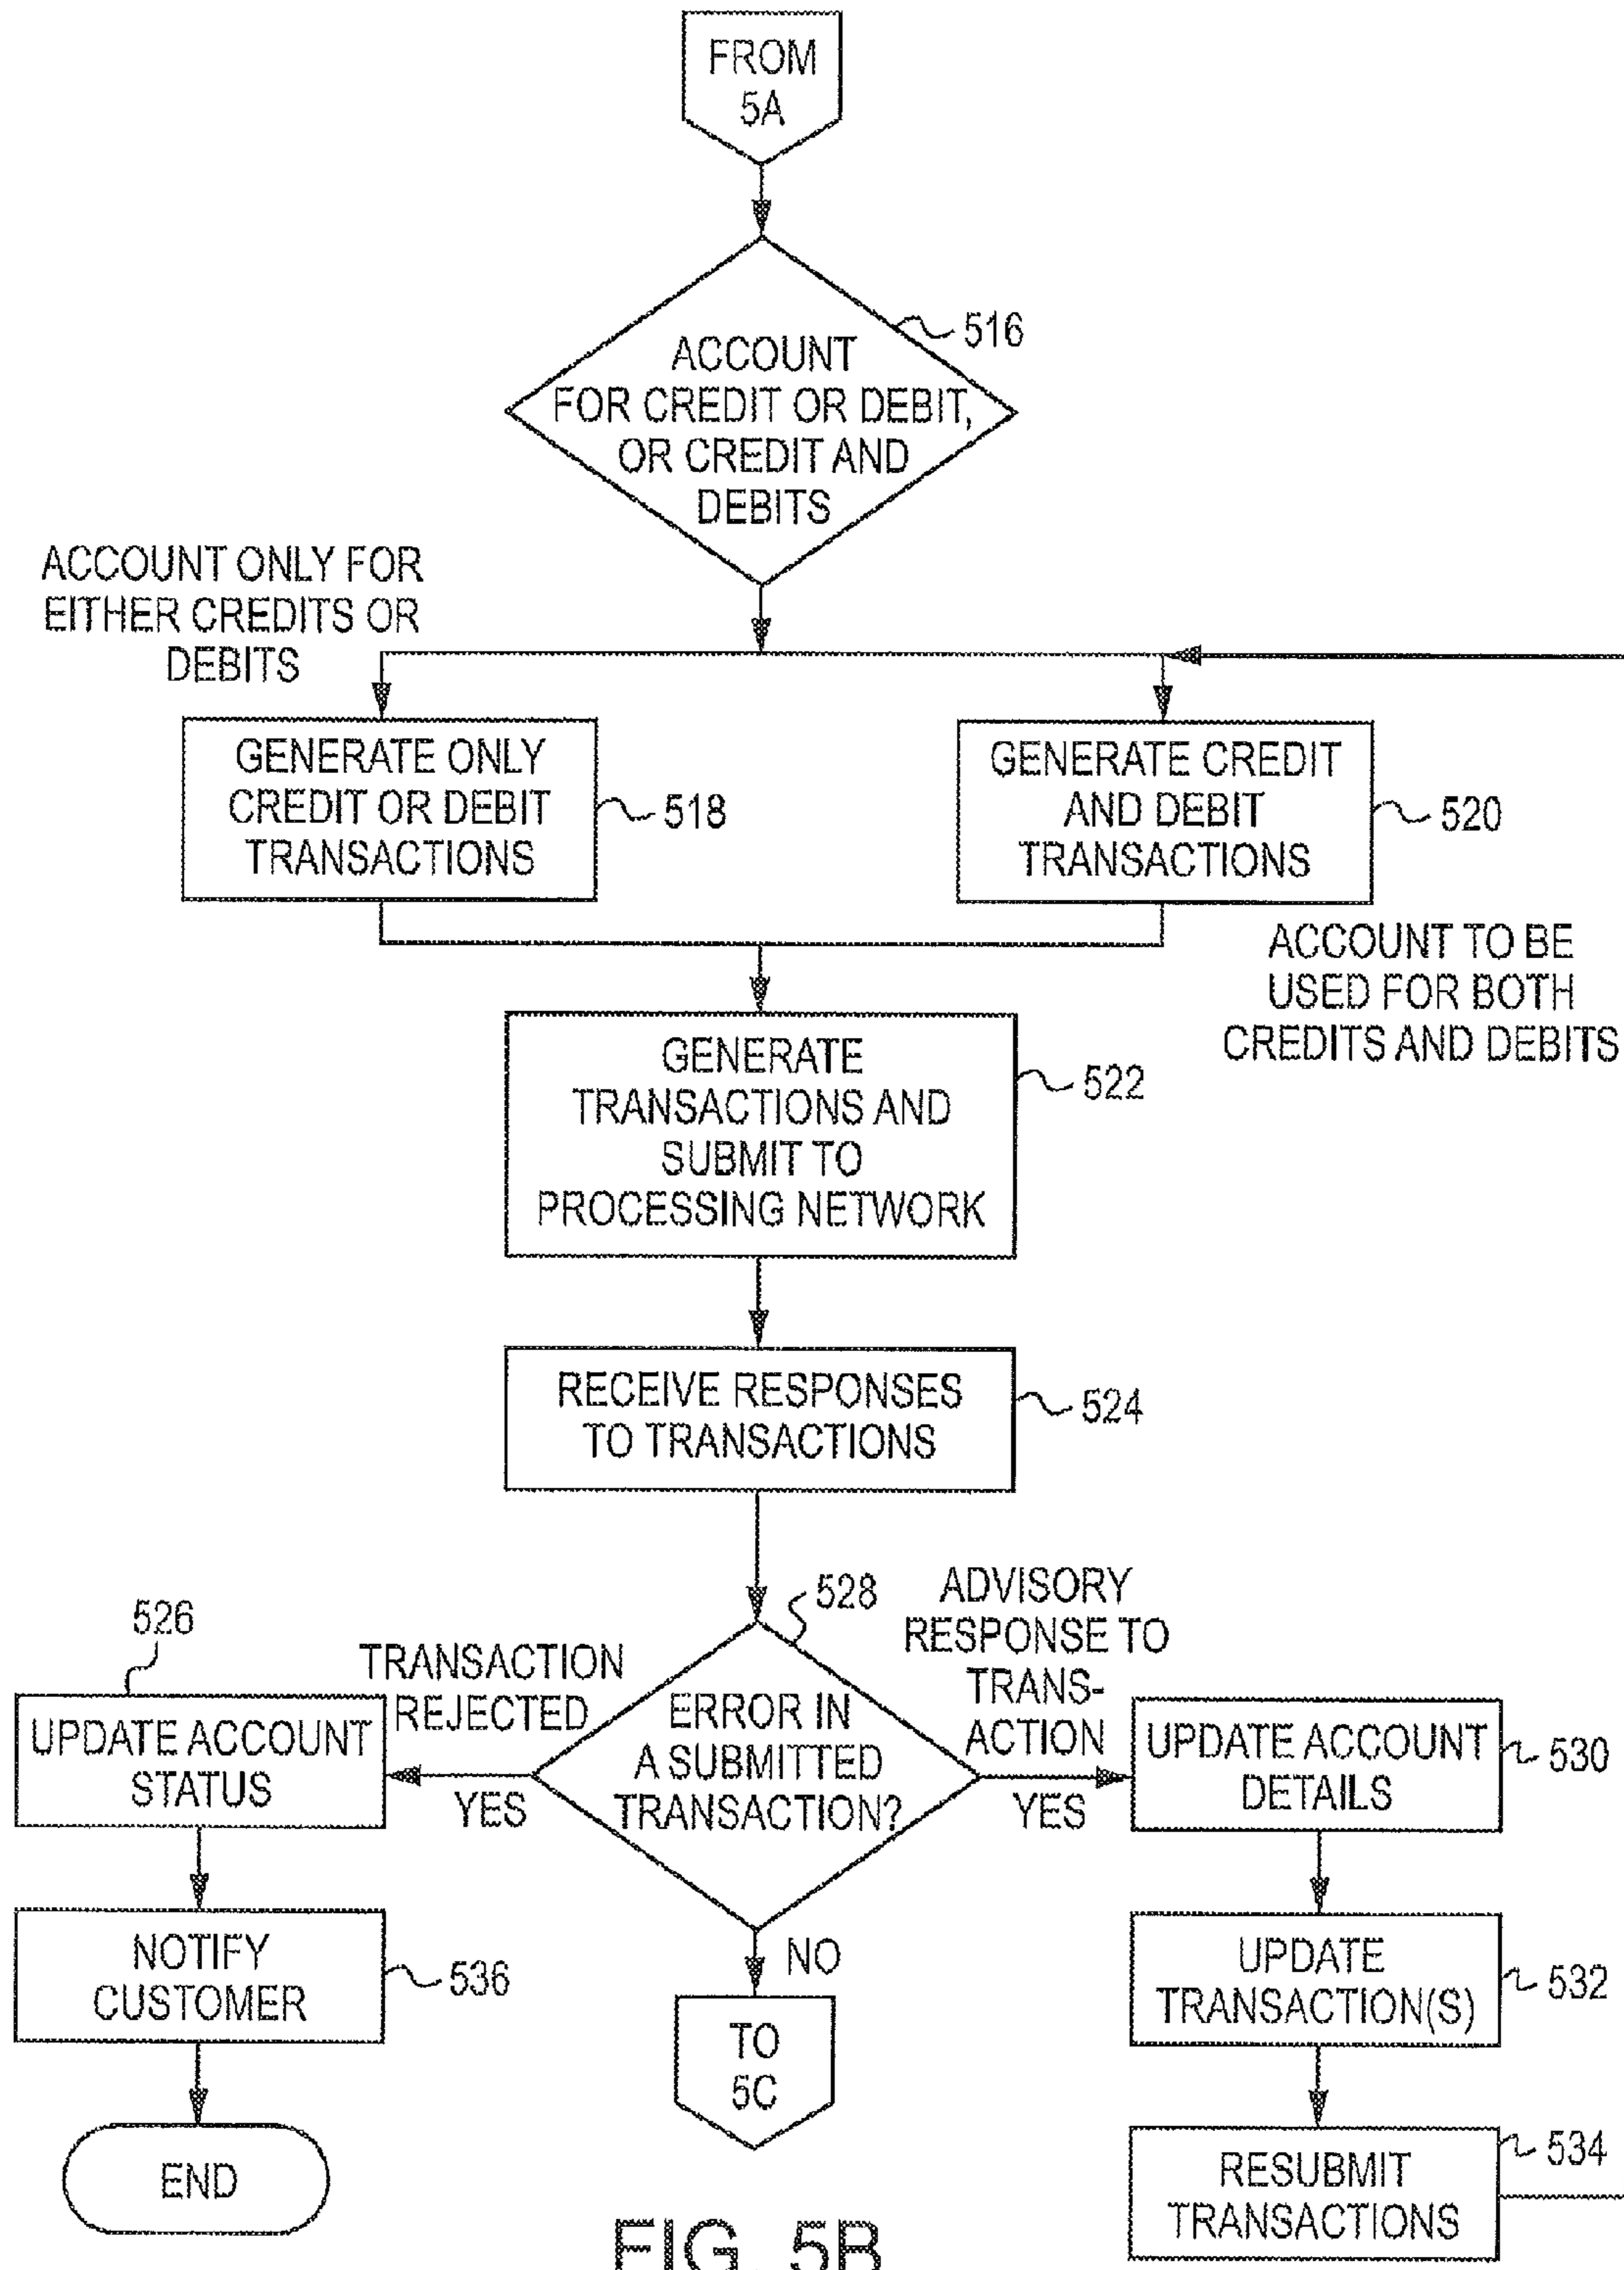 FROM
5A
516
ACCOUNT
FOR CREDIT OR DEBIT,
OR CREDIT AND
DEBITS
ACCOUNT ONLY FOR
EITHER CREDITS OR
DEBITS
GENERATE ONLY
CREDIT OR DEBIT
TRANSACTIONS
518
GENERATE CREDIT
AND DEBIT
TRANSACTIONS
520
ACCOUNT TO BE
USED FOR BOTH
CREDITS AND DEBITS
GENERATE
TRANSACTIONS AND
SUBMIT TO
PROCESSING NETWORK
522
RECEIVE RESPONSES
TO TRANSACTIONS
524
526
TRANSACTION
REJECTED
528
ADVISORY
RESPONSE TO
TRANS-
ACTION
UPDATE ACCOUNT
STATUS
YES
ERROR IN
A SUBMITTED
TRANSACTION?
YES
UPDATE ACCOUNT
DETAILS
530
NOTIFY
CUSTOMER
536
NO
UPDATE
TRANSACTION(S)
532
TO
5C
END
RESUBMIT
TRANSACTIONS
534
FIG. 5B